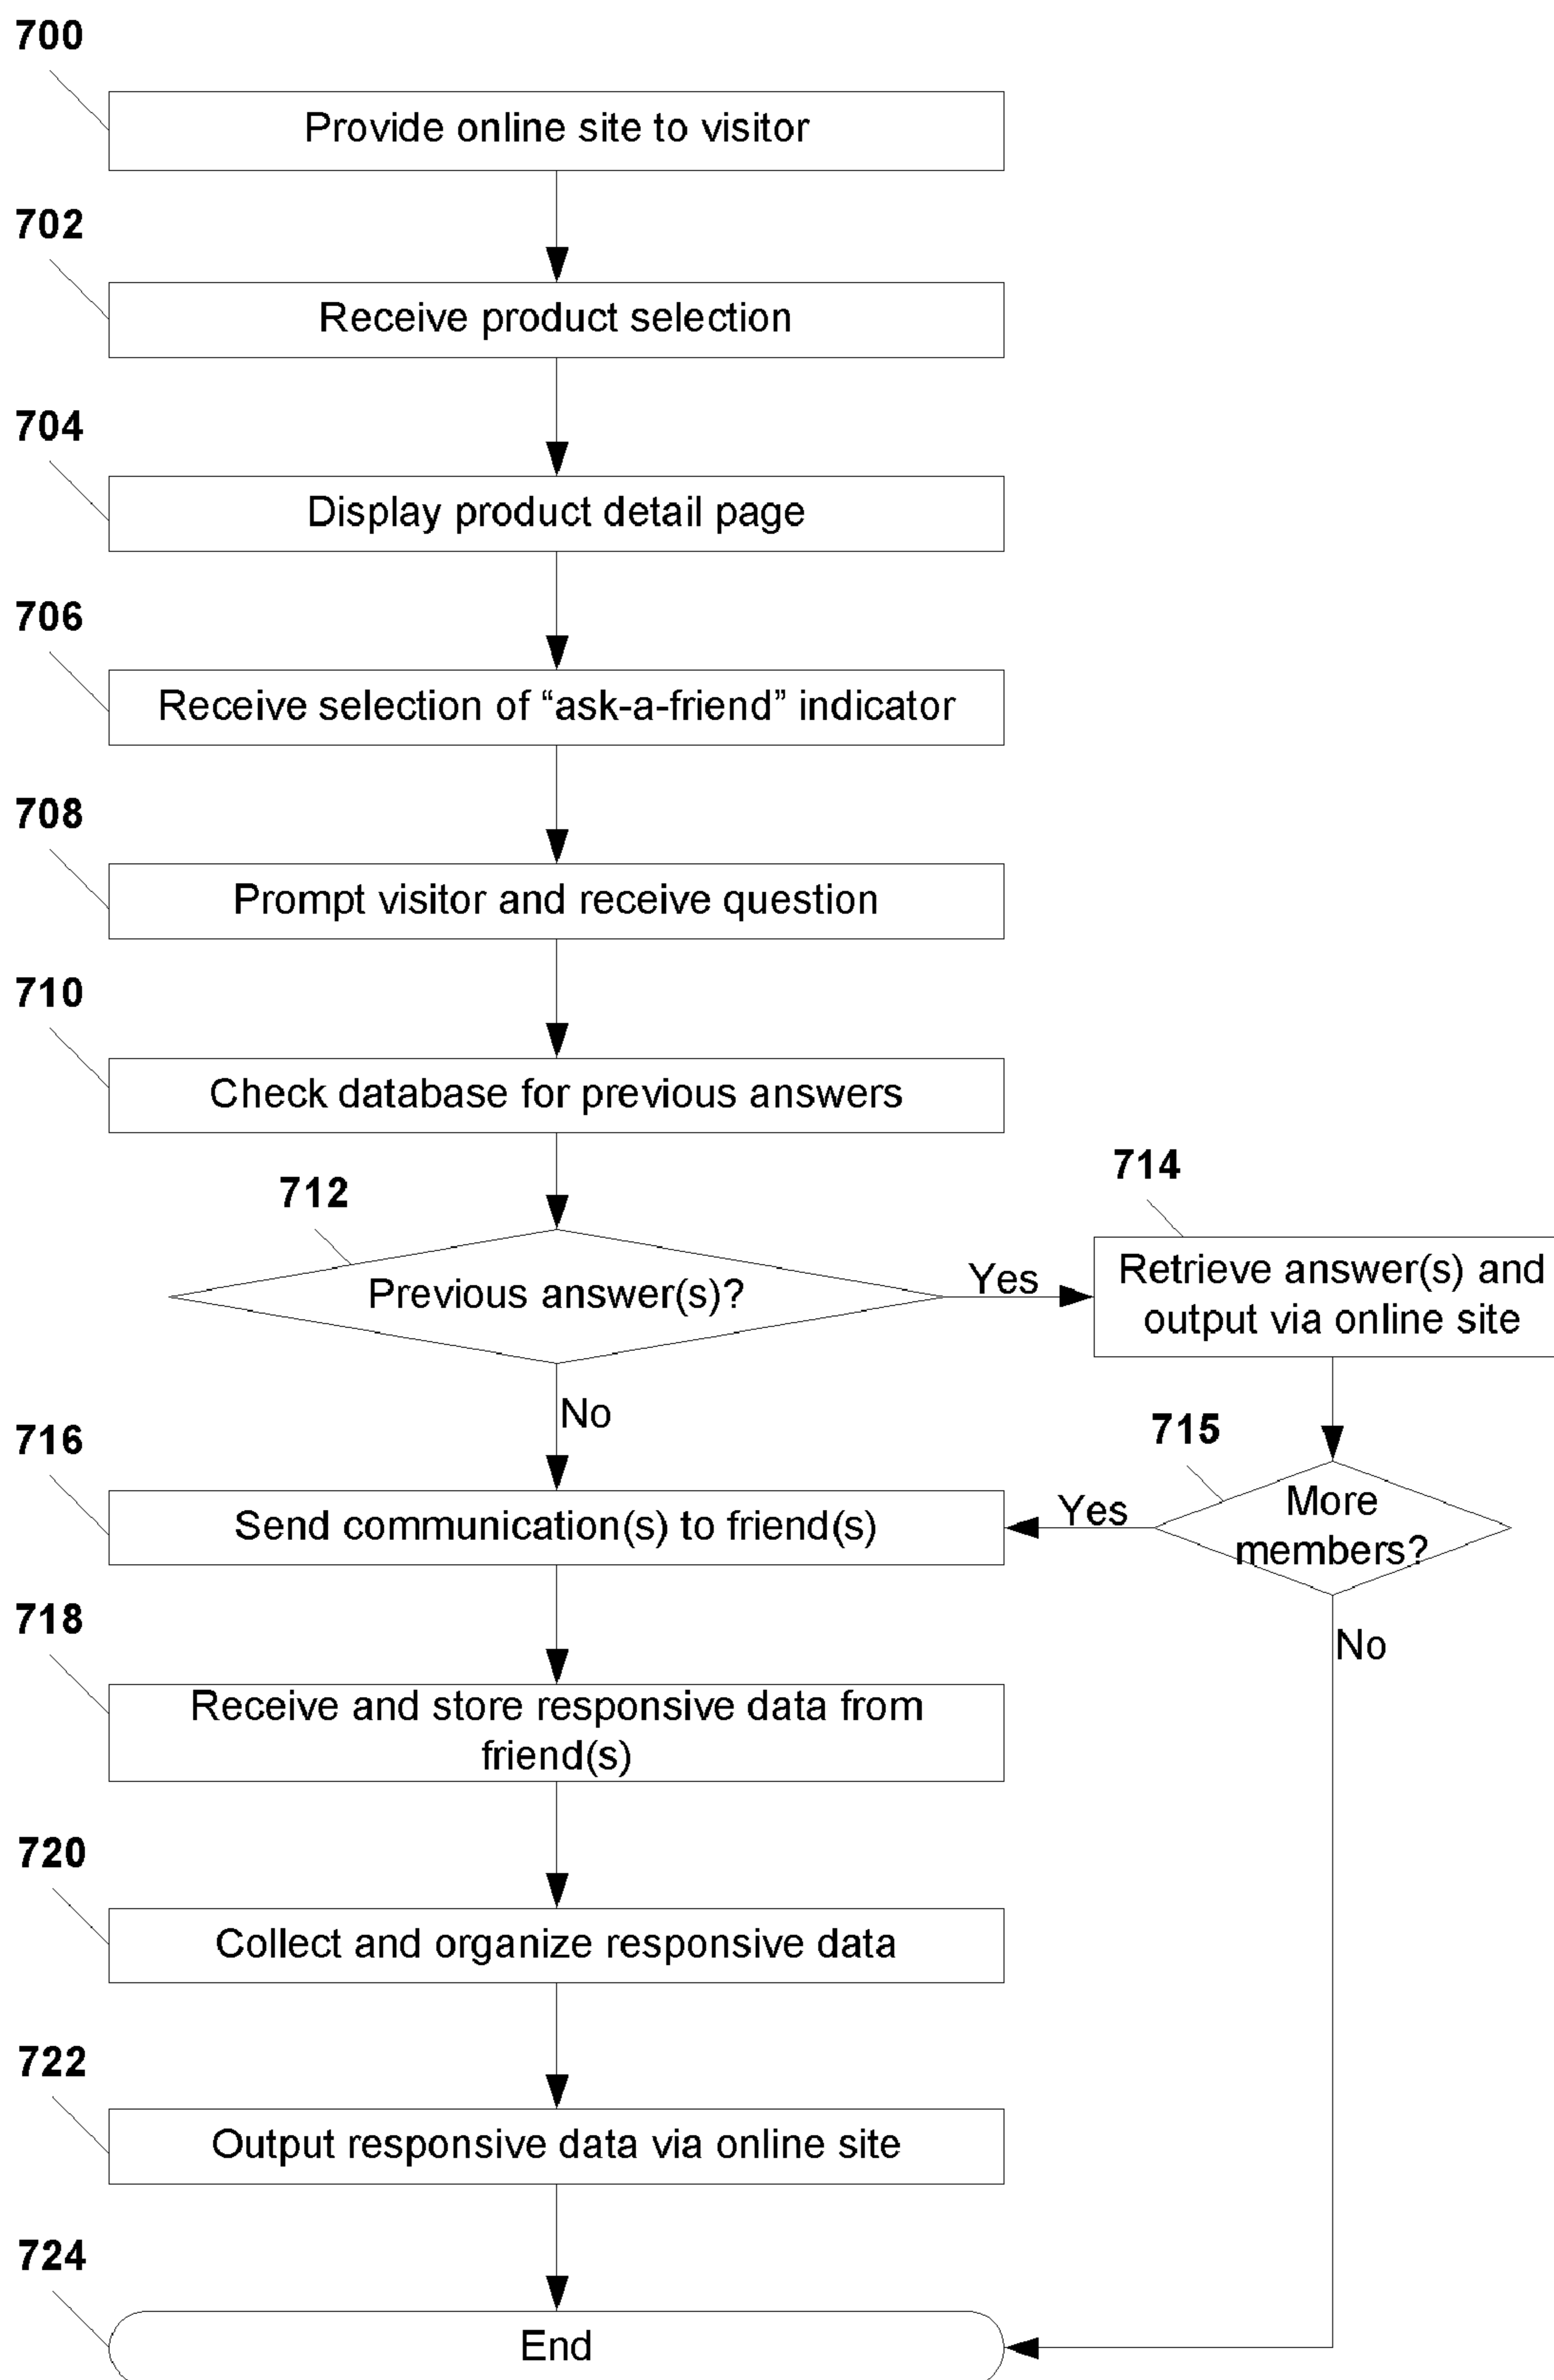 700
Provide online site to visitor
702
Receive product selection
704
Display product detail page
706
Receive selection of “ask-a-friend” indicator
708
Prompt visitor and receive question
710
Check database for previous answers
712
Previous answer(s)?
Yes
714
Retrieve answer(s) and
output via online site
No
715
More
members?
Yes
No
716
Send communication(s) to friend(s)
718
Receive and store responsive data from
friend(s)
720
Collect and organize responsive data
722
Output responsive data via online site
724
End